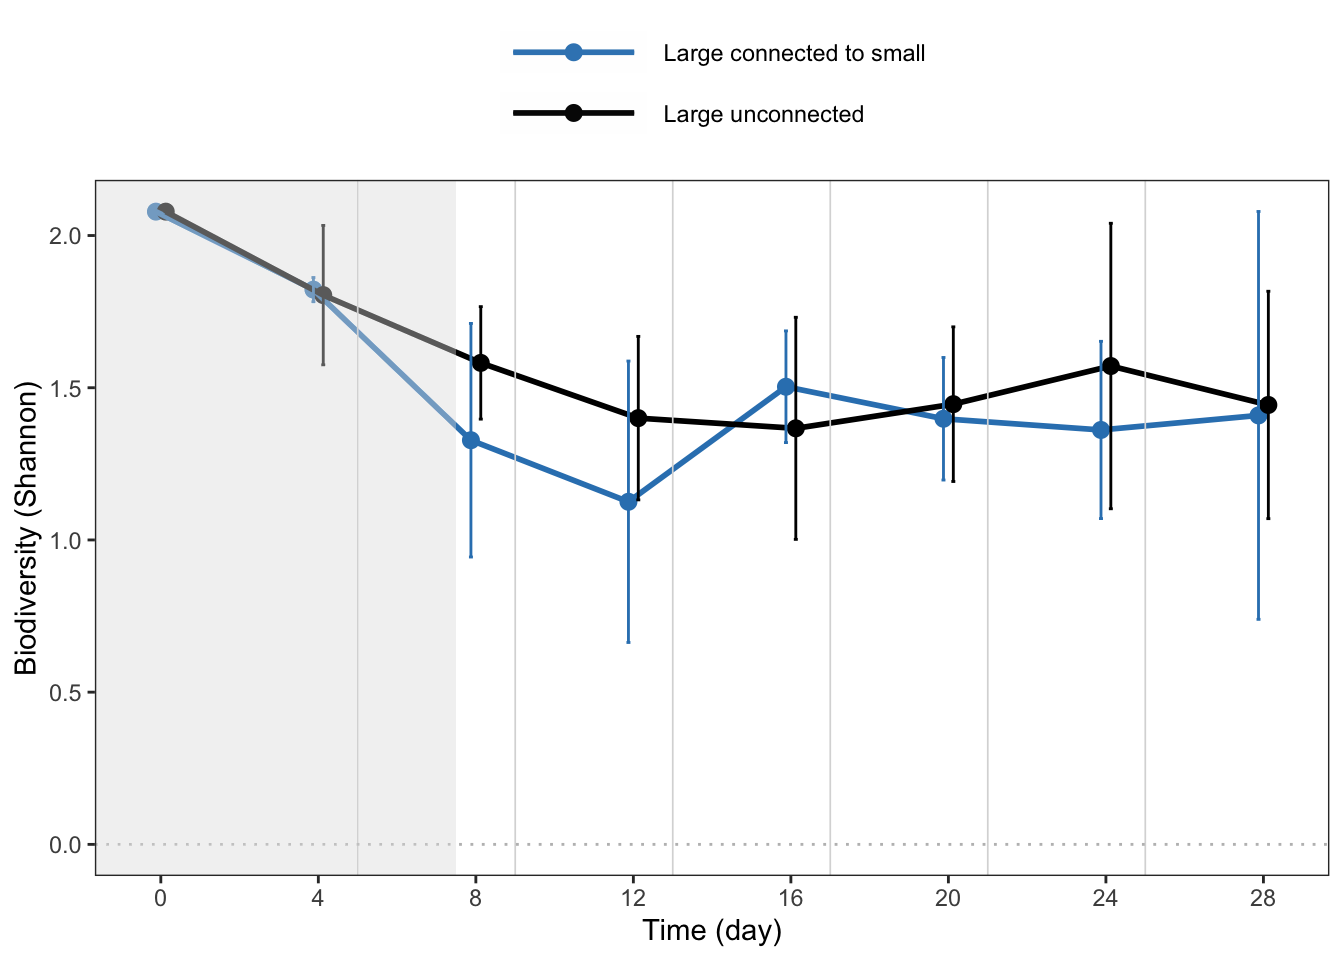 Large connected to small
Large unconnected
Biodiversity (Shannon)
2.0
1.5
1.0
0.5
0.0
0 4 8 12 16 20 24 28
Time (day)